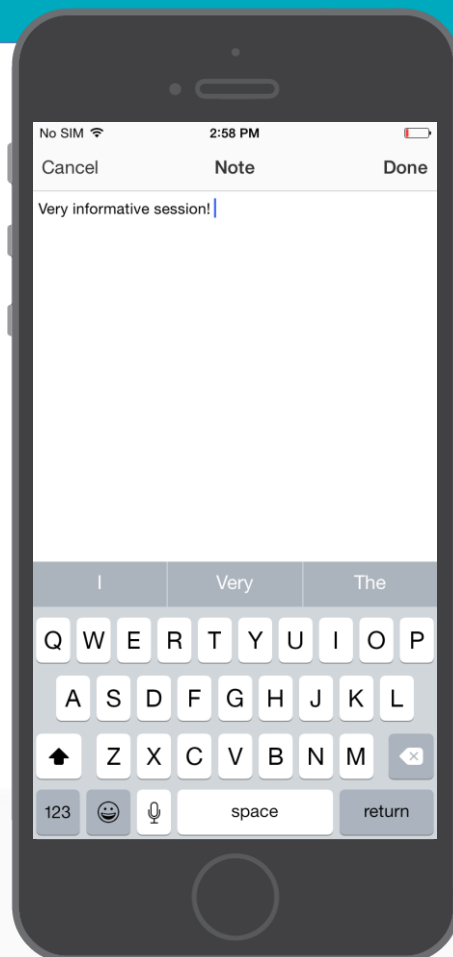 No SIM 2:58 PM
Cancel Note Done
Very informative session!
I Very The
Q W E R T Y U I O P
A S D F G H J K L
Z X C V B N M
123 space return